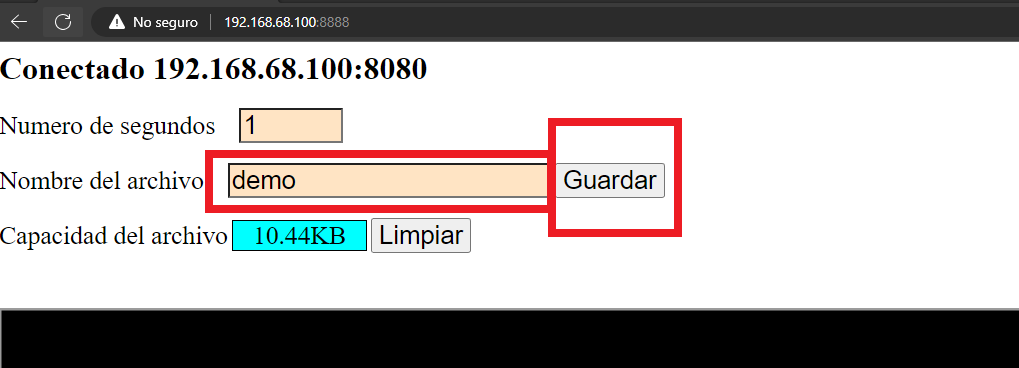 No seguro 192.168.68.100:8888
Conectado 192.168.68.100:8080
Numero de segundos 1
Nombre del archivo demo Guardar
Capacidad del archivo 10.44KB Limpiar